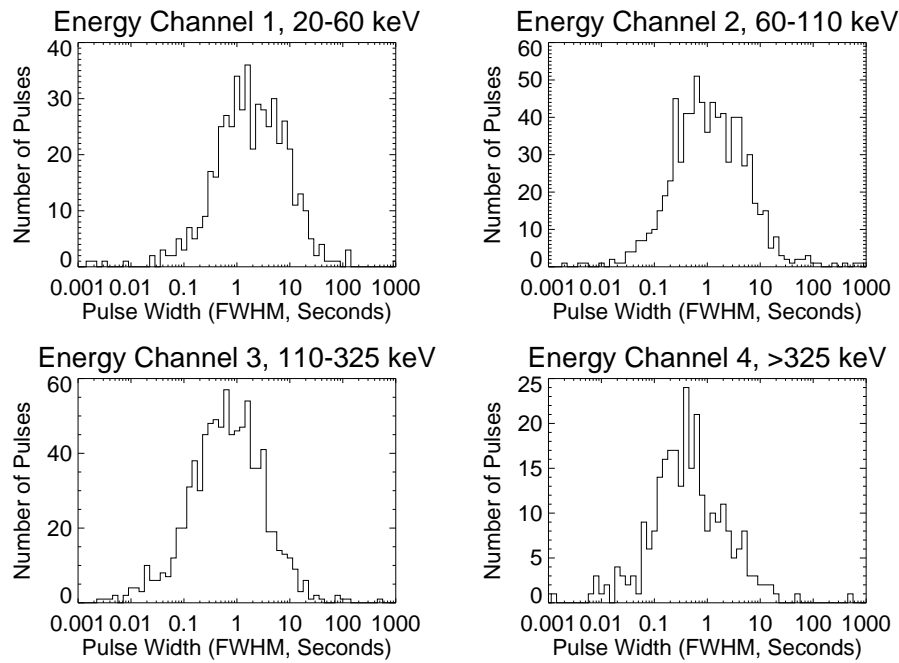 Energy Channel 1, 20-60 keV
40
30
20
10
0
Number of Pulses
0.001 0.01 0.1 1 10 100 1000
Pulse Width (FWHM, Seconds)
Energy Channel 2, 60-110 keV
60
50
40
30
20
10
0
Number of Pulses
0.001 0.01 0.1 1 10 100 1000
Pulse Width (FWHM, Seconds)
Energy Channel 3, 110-325 keV
60
40
20
0
Number of Pulses
0.001 0.01 0.1 1 10 100 1000
Pulse Width (FWHM, Seconds)
Energy Channel 4, >325 keV
25
20
15
10
5
0
Number of Pulses
0.001 0.01 0.1 1 10 100 1000
Pulse Width (FWHM, Seconds)